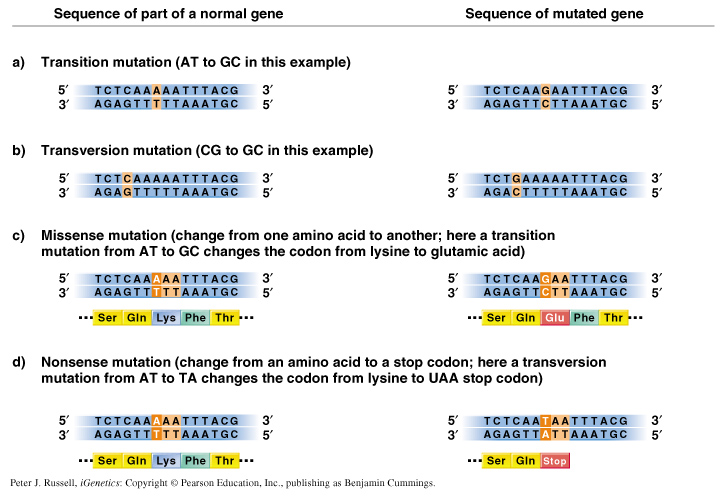 Sequence of part of a normal gene Sequence of mutated gene
a) Transition mutation (AT to GC in this example)
5′ TCTCAAAAATTTACG 3′ 5′ TCTCAAGAATTTACG 3′
3′ AGAGTTTTTAAATGC 5′ 3′ AGAGTTCTTAAATGC 5′
b) Transversion mutation (CG to GC in this example)
5′ TCTCAAAAATTTACG 3′ 5′ TCTGAAAAATTTACG 3′
3′ AGAGTTTTTAAATGC 5′ 3′ AGACTTTTTAAATGC 5′
c) Missense mutation (change from one amino acid to another; here a transition
mutation from AT to GC changes the codon from lysine to glutamic acid)
5′ TCTCAAAAATTTACG 3′ 5′ TCTCAAGAATTTACG 3′
3′ AGAGTTTTTAAATGC 5′ 3′ AGAGTTCTTAAATGC 5′
Ser Gln Lys Phe Thr Ser Gln Glu Phe Thr
d) Nonsense mutation (change from an amino acid to a stop codon; here a transversion
mutation from AT to TA changes the codon from lysine to UAA stop codon)
5′ TCTCAAAAATTTACG 3′ 5′ TCTCAATAATTTACG 3′
3′ AGAGTTTTTAAATGC 5′ 3′ AGAGTTATTAAATGC 5′
Ser Gln Lys Phe Thr Ser Gln Stop
Peter J. Russell, iGenetics: Copyright © Pearson Education, Inc., publishing as Benjamin Cummings.